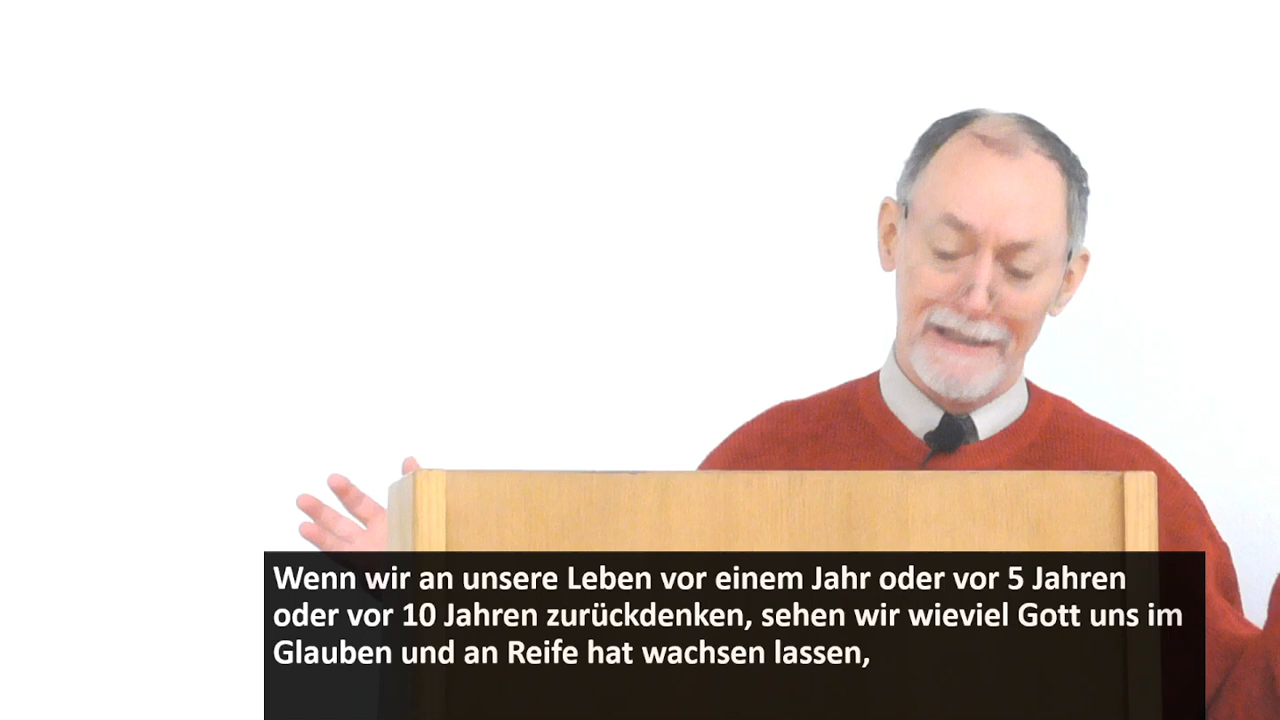 Wenn wir an unsere Leben vor einem Jahr oder vor 5 Jahren
oder vor 10 Jahren zurückdenken, sehen wir wieviel Gott uns im
Glauben und an Reife hat wachsen lassen,